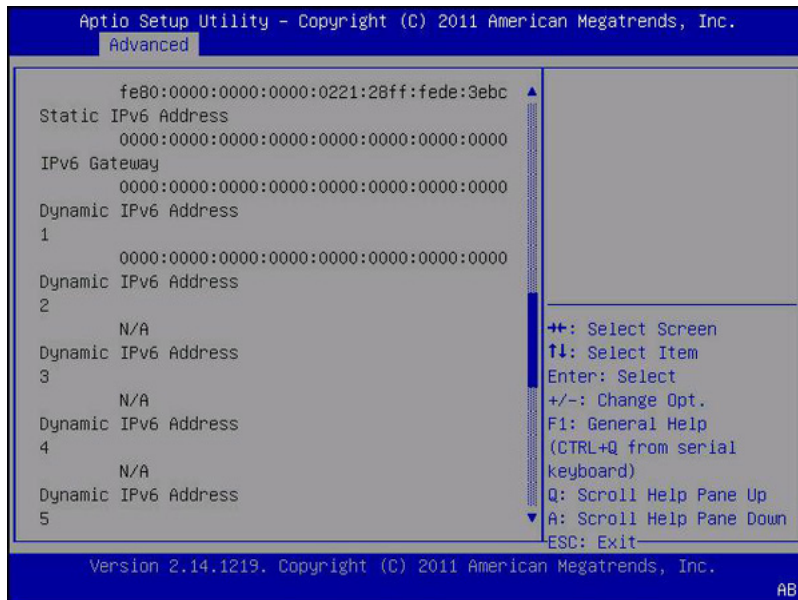 Aptio Setup Utility – Copyright (C) 2011 American Megatrends, Inc.
Advanced
fe80:0000:0000:0000:0221:28ff:fede:3ebc
Static IPv6 Address
0000:0000:0000:0000:0000:0000:0000:0000
IPv6 Gateway
0000:0000:0000:0000:0000:0000:0000:0000
Dynamic IPv6 Address
1
0000:0000:0000:0000:0000:0000:0000:0000
Dynamic IPv6 Address
2
N/A
Dynamic IPv6 Address
3
N/A
Dynamic IPv6 Address
4
N/A
Dynamic IPv6 Address
5
→←: Select Screen
↑↓: Select Item
Enter: Select
+/-: Change Opt.
F1: General Help
(CTRL+Q from serial
keyboard)
Q: Scroll Help Pane Up
A: Scroll Help Pane Down
ESC: Exit
Version 2.14.1219. Copyright (C) 2011 American Megatrends, Inc.
AB